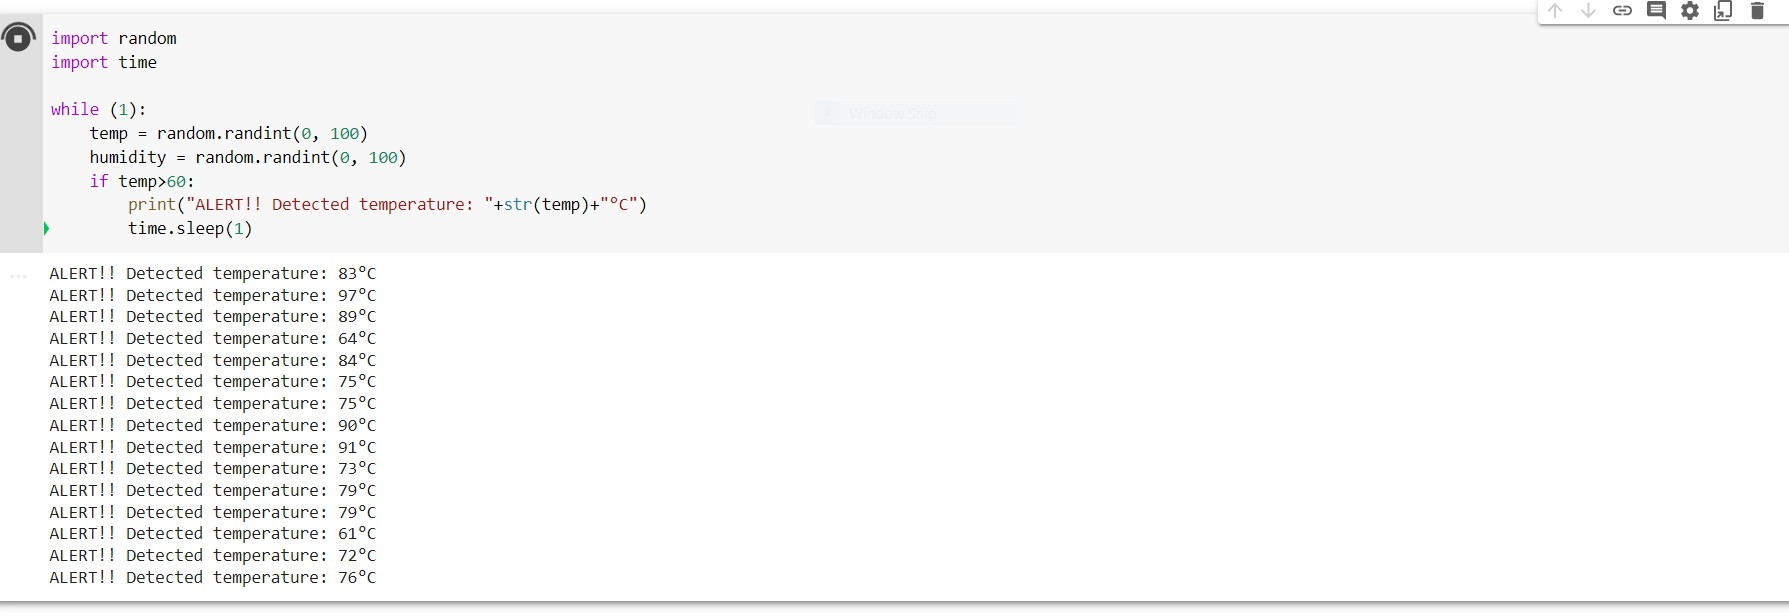 import random
import time
while (1):
temp = random.randint(0, 100)
humidity = random.randint(0, 100)
if temp>60:
print("ALERT!! Detected temperature: "+str(temp)+"°C")
time.sleep(1)
ALERT!! Detected temperature: 83°C
ALERT!! Detected temperature: 97°C
ALERT!! Detected temperature: 89°C
ALERT!! Detected temperature: 64°C
ALERT!! Detected temperature: 84°C
ALERT!! Detected temperature: 75°C
ALERT!! Detected temperature: 75°C
ALERT!! Detected temperature: 90°C
ALERT!! Detected temperature: 91°C
ALERT!! Detected temperature: 73°C
ALERT!! Detected temperature: 79°C
ALERT!! Detected temperature: 79°C
ALERT!! Detected temperature: 61°C
ALERT!! Detected temperature: 72°C
ALERT!! Detected temperature: 76°C